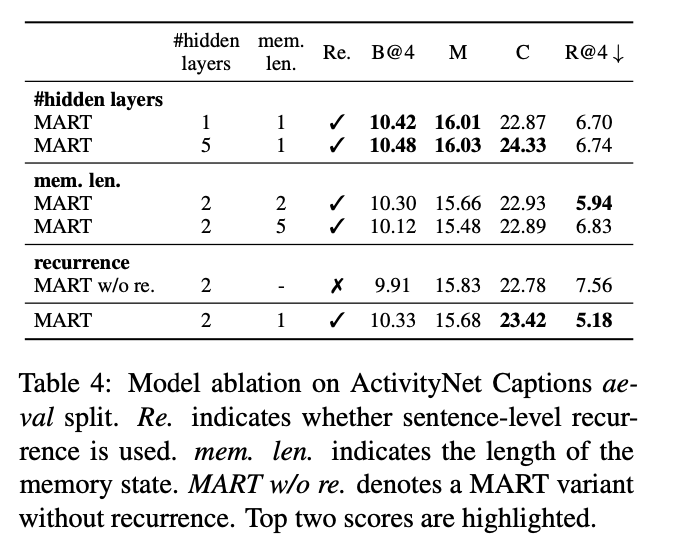 #hidden mem. Re. B@4 M C R@4 ↓
layers len.
#hidden layers
MART 1 1 ✓ 10.42 16.01 22.87 6.70
MART 5 1 ✓ 10.48 16.03 24.33 6.74
mem. len.
MART 2 2 ✓ 10.30 15.66 22.93 5.94
MART 2 5 ✓ 10.12 15.48 22.89 6.83
recurrence
MART w/o re. 2 - ✗ 9.91 15.83 22.78 7.56
MART 2 1 ✓ 10.33 15.68 23.42 5.18
Table 4: Model ablation on ActivityNet Captions ae-
val split. Re. indicates whether sentence-level recur-
rence is used. mem. len. indicates the length of the
memory state. MART w/o re. denotes a MART variant
without recurrence. Top two scores are highlighted.